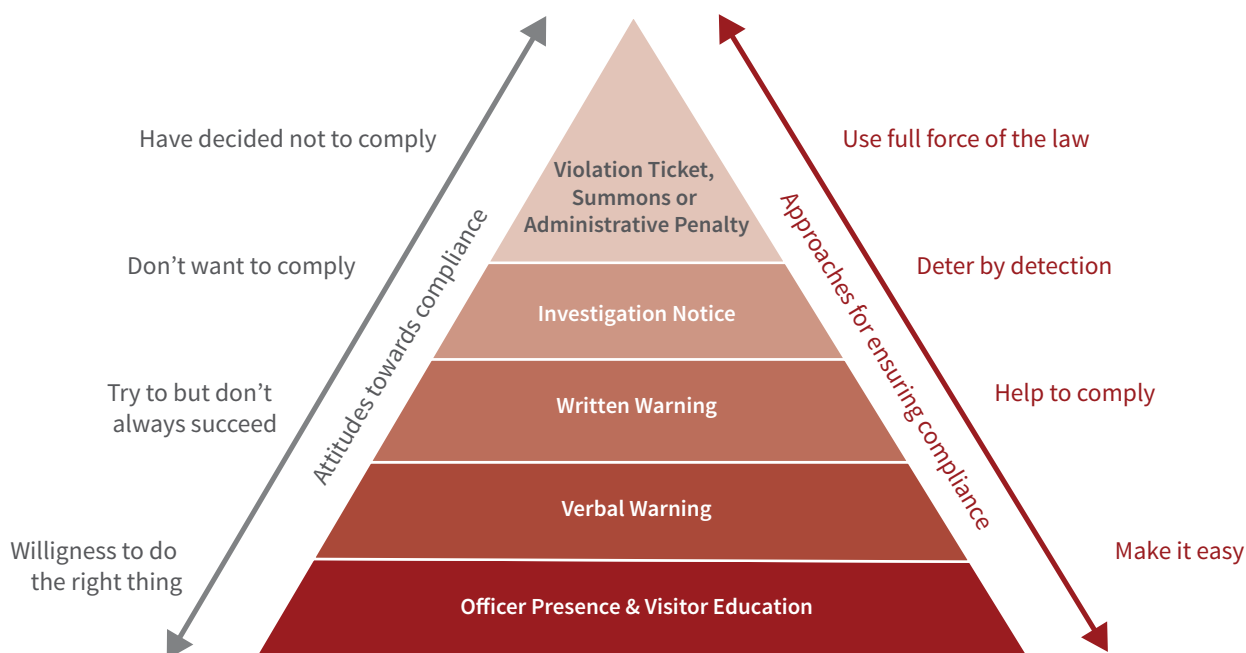 Have decided not to comply
Don’t want to comply
Try to but don’t
always succeed
Willigness to do
the right thing
Attitudes towards compliance
Violation Ticket,
Summons or
Administrative Penalty
Investigation Notice
Written Warning
Verbal Warning
Officer Presence & Visitor Education
Approaches for ensuring compliance
Use full force of the law
Deter by detection
Help to comply
Make it easy